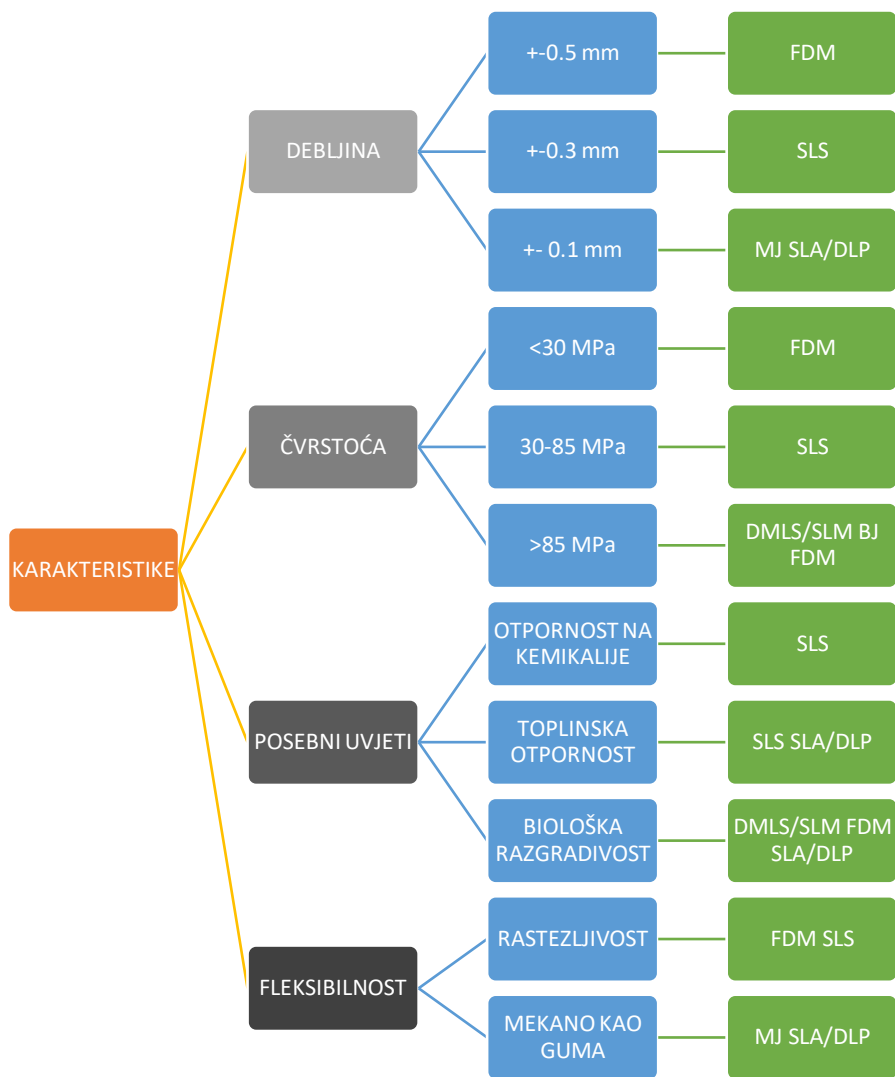 KARAKTERISTIKE
DEBLJINA
+-0.5 mm
FDM
+-0.3 mm
SLS
+- 0.1 mm
MJ SLA/DLP
ČVRSTOĆA
<30 MPa
FDM
30-85 MPa
SLS
>85 MPa
DMLS/SLM BJ
FDM
POSEBNI UVJETI
OTPORNOST NA
KEMIKALIJE
SLS
TOPLINSKA
OTPORNOST
SLS SLA/DLP
BIOLOŠKA
RAZGRADIVOST
DMLS/SLM FDM
SLA/DLP
FLEKSIBILNOST
RASTEZLJIVOST
FDM SLS
MEKANO KAO
GUMA
MJ SLA/DLP